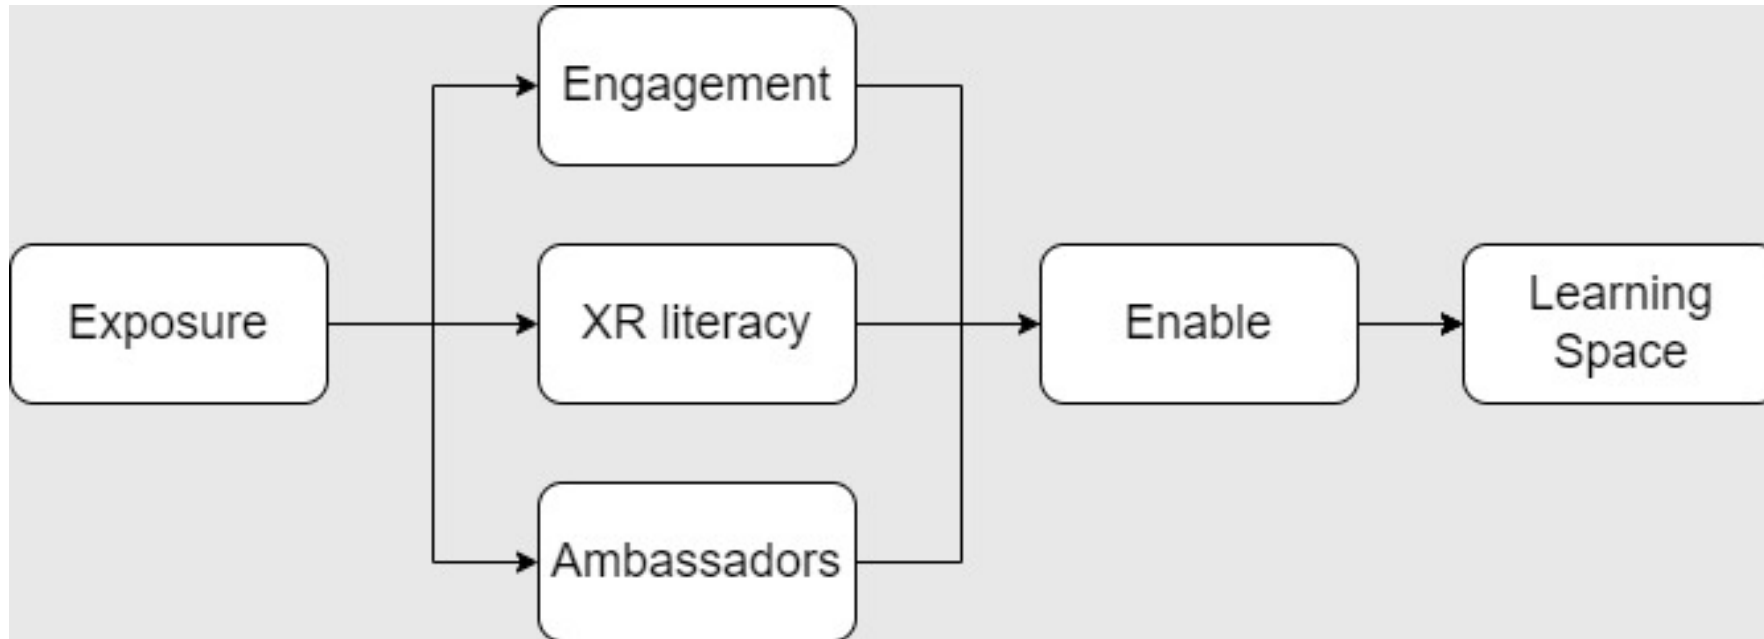 Engagement
Exposure
XR literacy
Enable
Learning
Space
Ambassadors